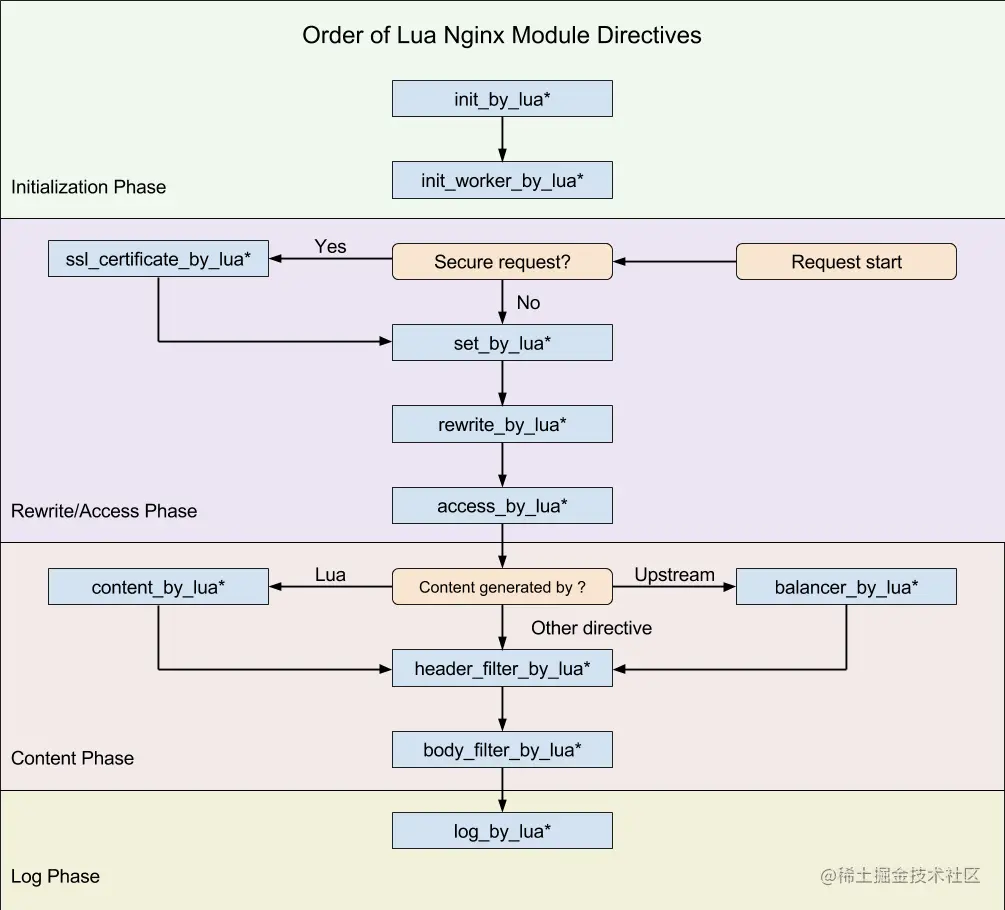 Order of Lua Nginx Module Directives
init_by_lua*
init_worker_by_lua*
Initialization Phase
ssl_certificate_by_lua*
Yes
Secure request?
Request start
No
set_by_lua*
rewrite_by_lua*
access_by_lua*
Rewrite/Access Phase
content_by_lua*
Lua
Content generated by ?
Upstream
balancer_by_lua*
Other directive
header_filter_by_lua*
body_filter_by_lua*
Content Phase
log_by_lua*
Log Phase
@稀土掘金技术社区